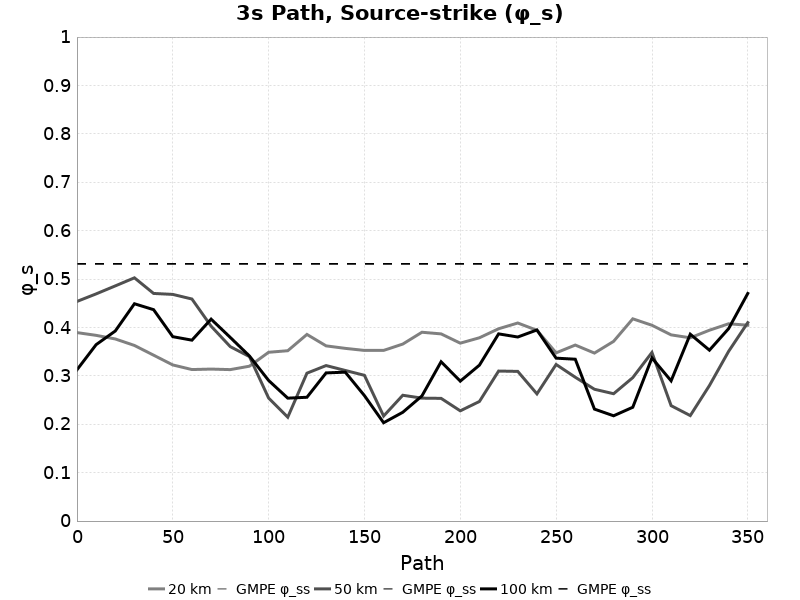 3s Path, Source-strike (φ_s)
1
0.9
0.8
0.7
0.6
0.5
0.4
0.3
0.2
0.1
0
φ_s
0 50 100 150 200 250 300 350
Path
20 km GMPE φ_ss 50 km GMPE φ_ss 100 km GMPE φ_ss